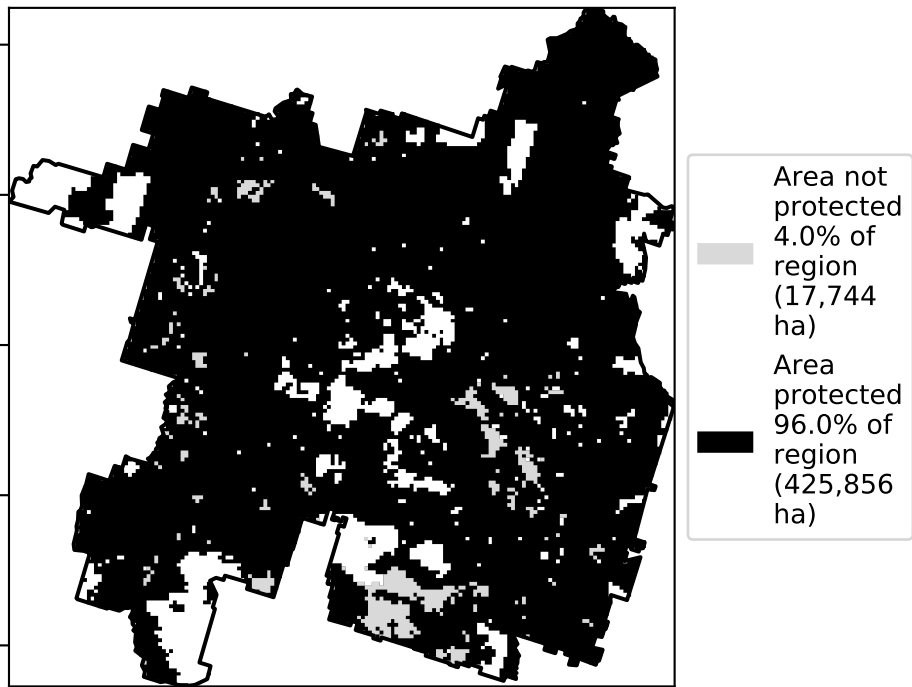 Area not
protected
4.0% of
region
(17,744
ha)
Area
protected
96.0% of
region
(425,856
ha)